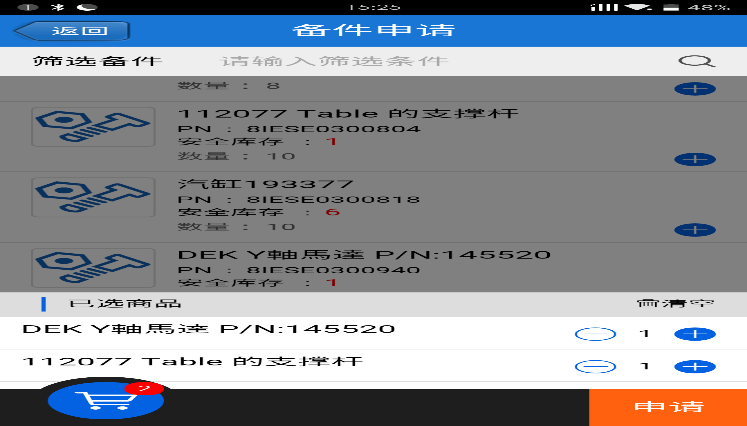 15:25
48%
返回
备件申请
筛选备件 请输入筛选条件
数量 : 8
112077 Table 的支撑杆
PN : 8IESE0300804
安全库存 : 1
数量 : 10
汽缸193377
PN : 8IESE0300818
安全库存 : 6
数量 : 10
DEK Y軸馬達 P/N:145520
PN : 8IESE0300940
安全库存 : 1
已选商品 清空
DEK Y軸馬達 P/N:145520 1
112077 Table 的支撑杆 1
2
申请